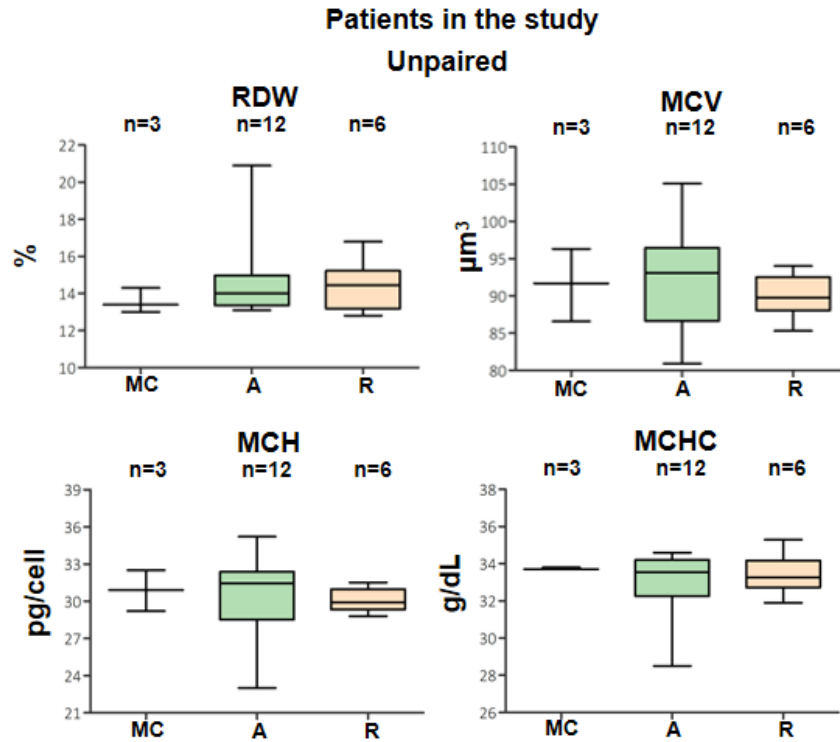 Patients in the study
Unpaired
RDW
n=3 n=12 n=6
22
20
18
16
14
12
10
%
MC A R
MCV
n=3 n=12 n=6
110
105
100
95
90
85
80
µm³
MC A R
MCH
n=3 n=12 n=6
39
36
33
30
27
24
21
pg/cell
MC A R
MCHC
n=3 n=12 n=6
38
36
34
32
30
28
26
g/dL
MC A R